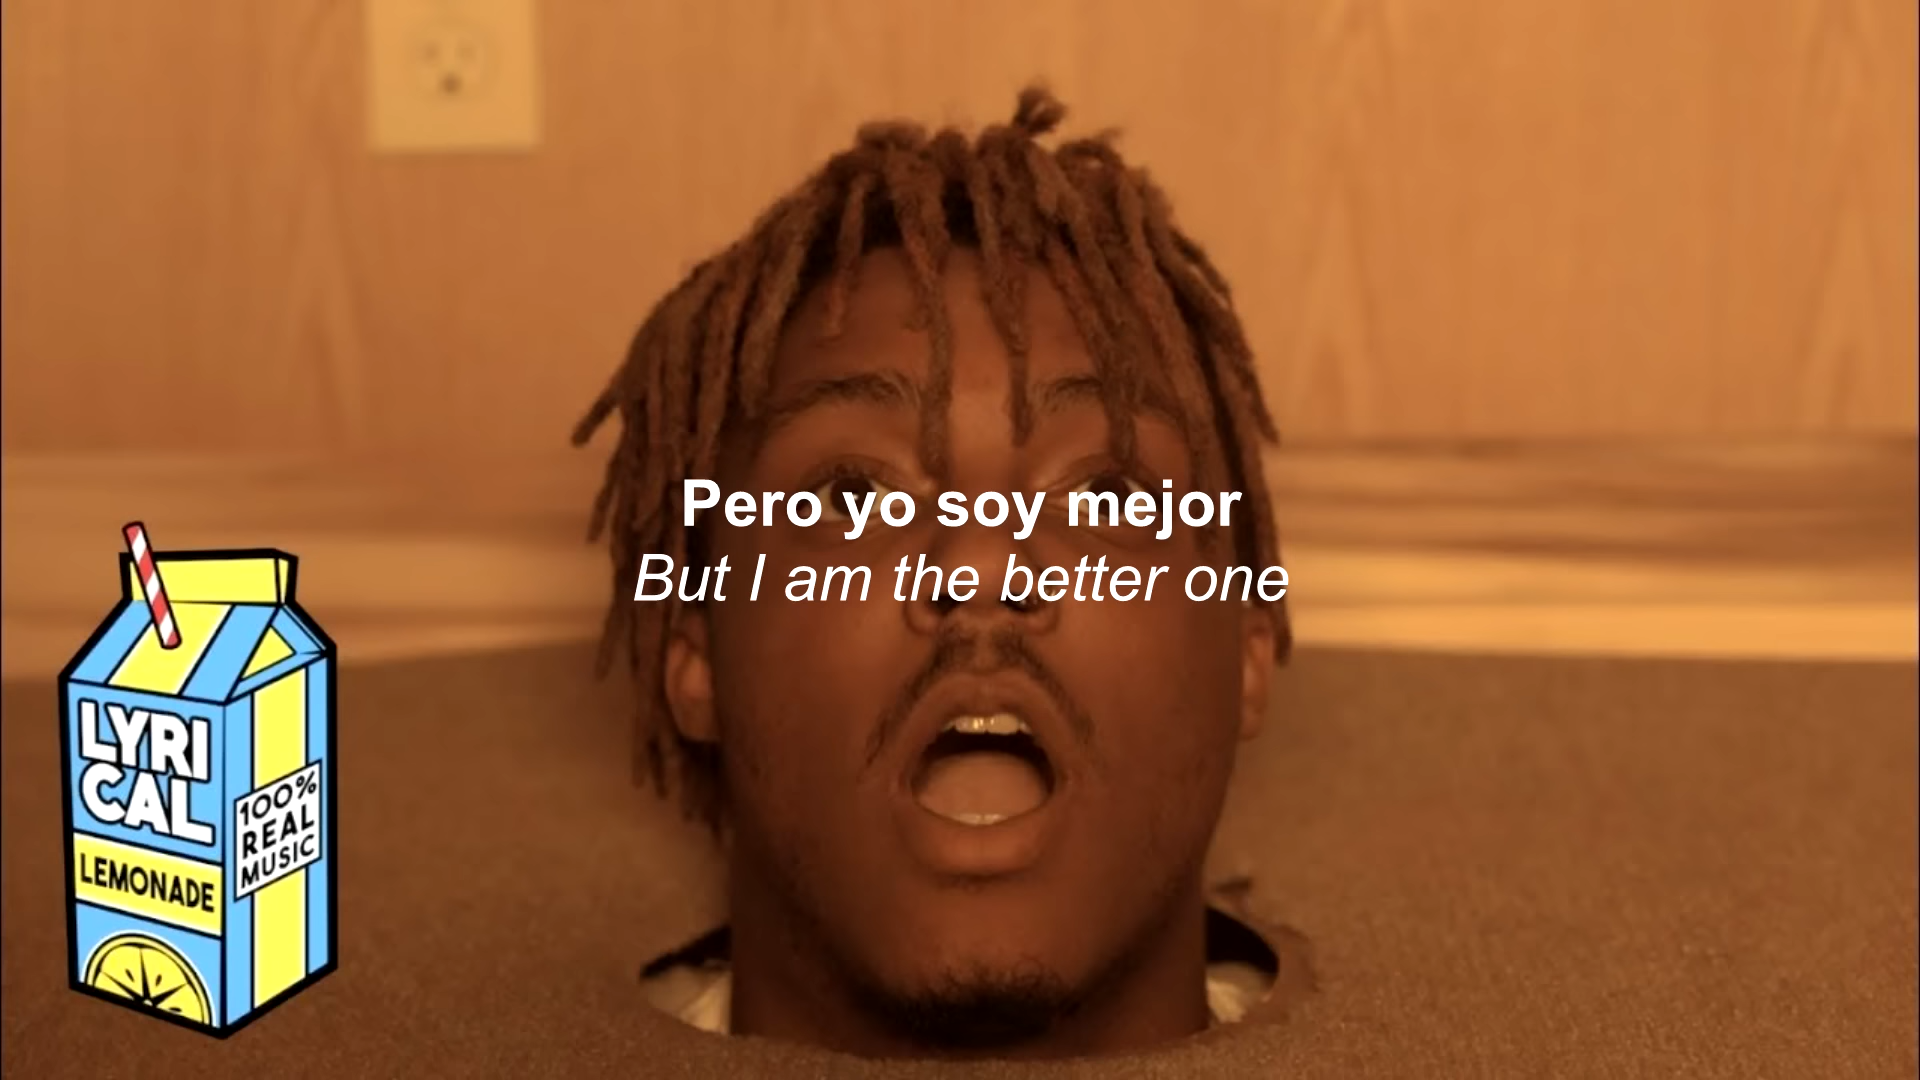 Pero yo soy mejor
But I am the better one
LYRI
CAL
LEMONADE
100%
REAL
MUSIC